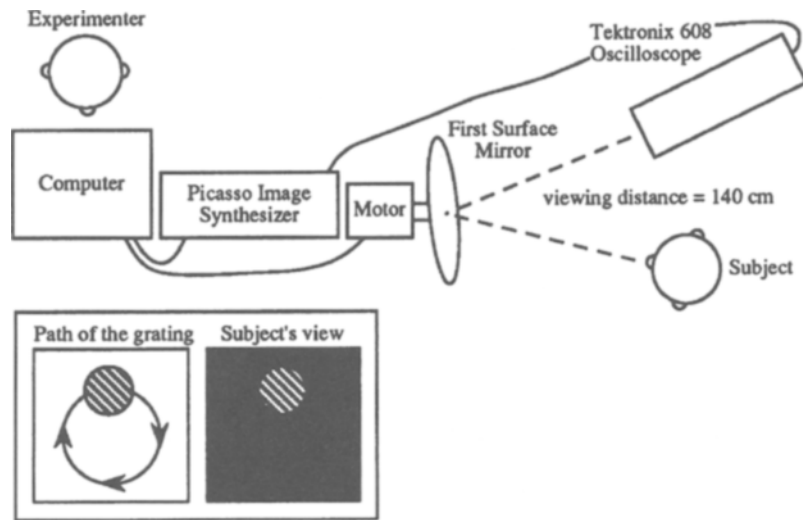 Experimenter
Tektronix 608
Oscilloscope
First Surface
Mirror
Computer
Picasso Image
Synthesizer
Motor
viewing distance = 140 cm
Subject
Path of the grating
Subject's view